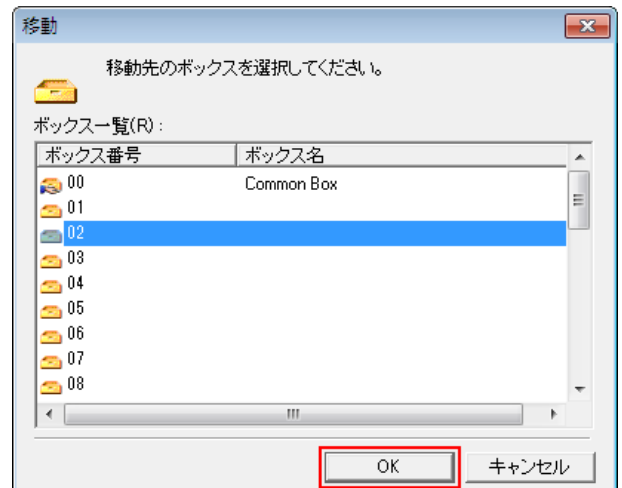 移動
移動先のボックスを選択してください。
ボックス一覧(R) :
ボックス番号 ボックス名
00 Common Box
01
02
03
04
05
06
07
08
OK キャンセル